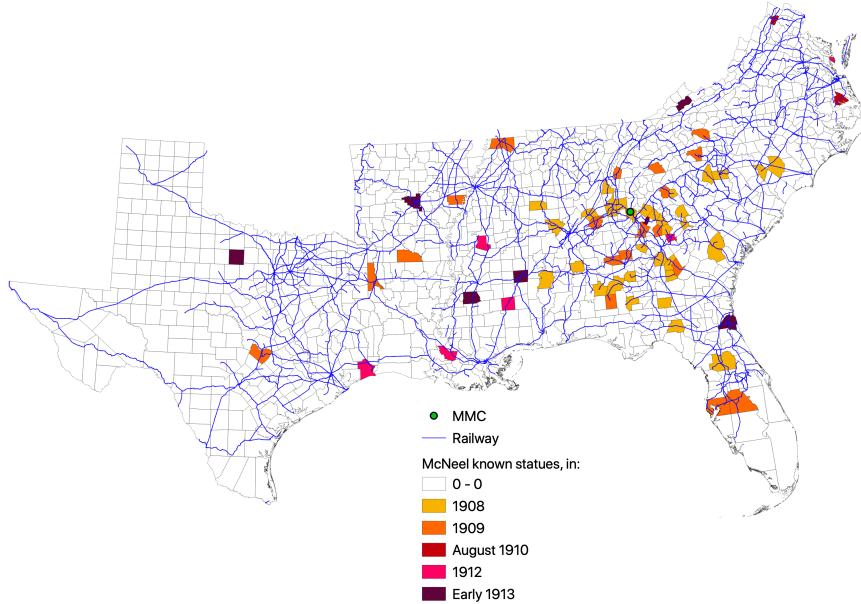 MMC
Railway
McNeel known statues, in:
0 - 0
1908
1909
August 1910
1912
Early 1913